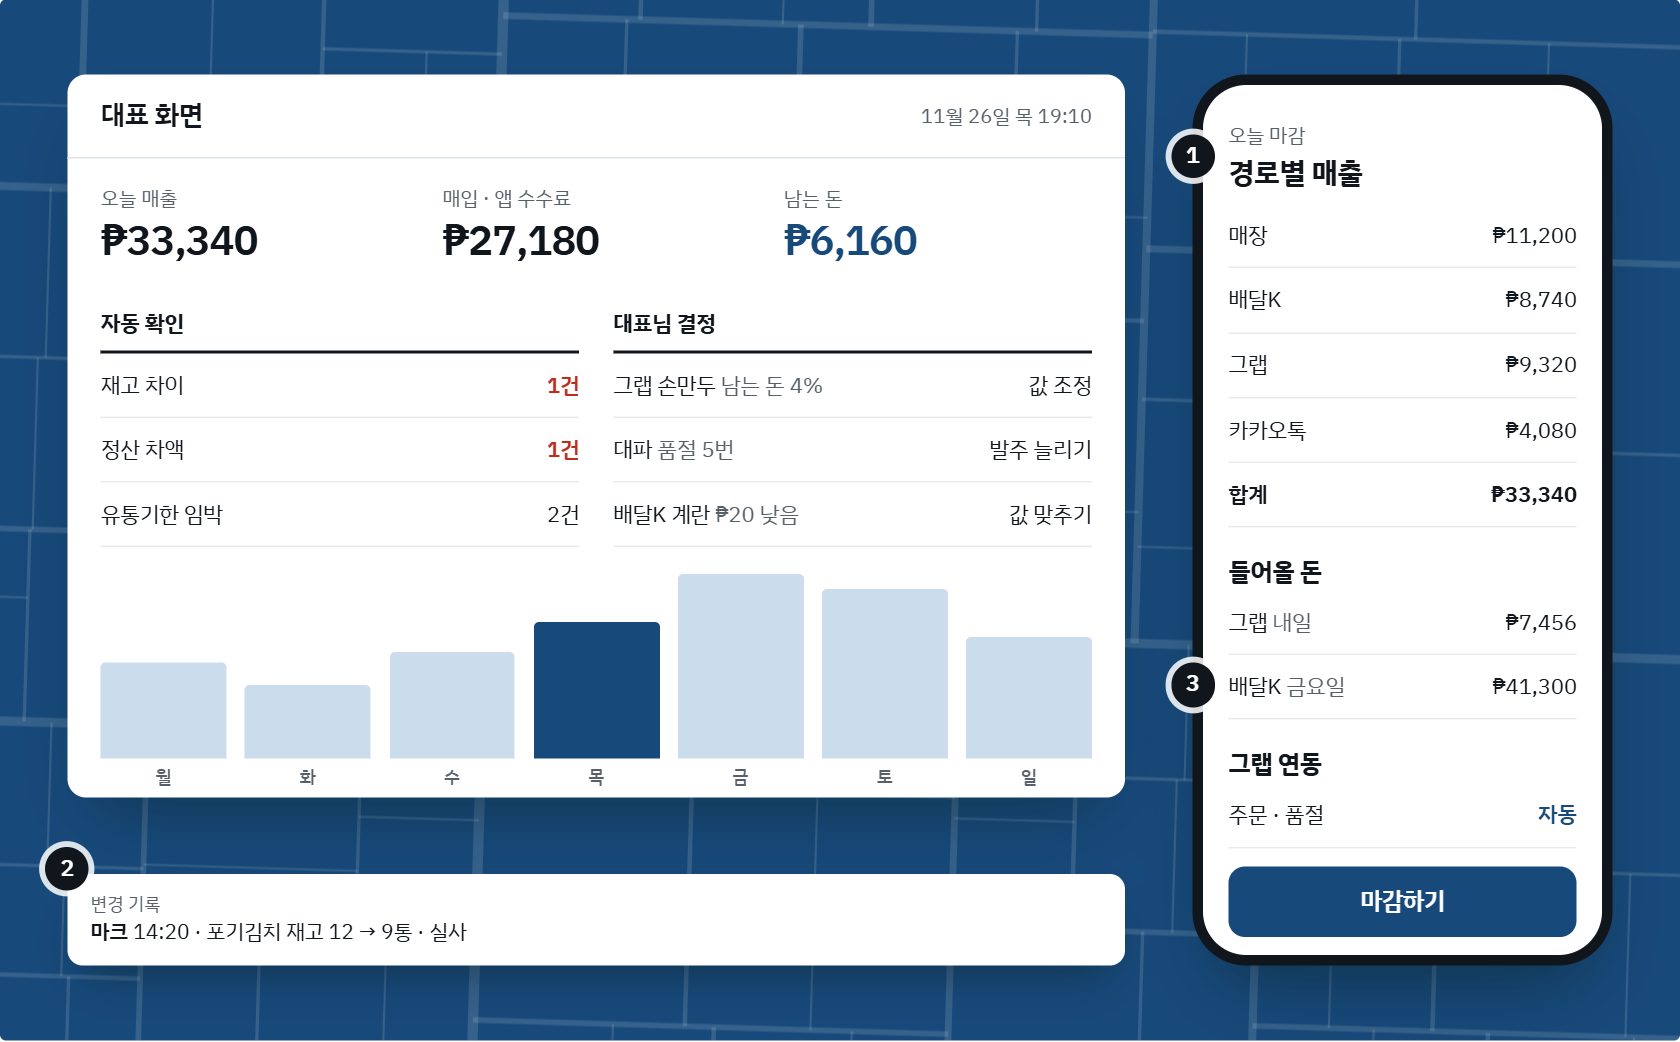 대표 화면
11월 26일 목 19:10
오늘 매출
₱33,340
매입 · 앱 수수료
₱27,180
남는 돈
₱6,160
자동 확인
재고 차이 1건
정산 차액 1건
유통기한 임박 2건
대표님 결정
그랩 손만두 남는 돈 4% 값 조정
대파 품절 5번 발주 늘리기
배달K 계란 ₱20 낮음 값 맞추기
월 화 수 목 금 토 일
2
변경 기록
마크 14:20 · 포기김치 재고 12 → 9통 · 실사
1
오늘 마감
경로별 매출
매장 ₱11,200
배달K ₱8,740
그랩 ₱9,320
카카오톡 ₱4,080
합계 ₱33,340
들어올 돈
그랩 내일 ₱7,456
3
배달K 금요일 ₱41,300
그랩 연동
주문 · 품절 자동
마감하기